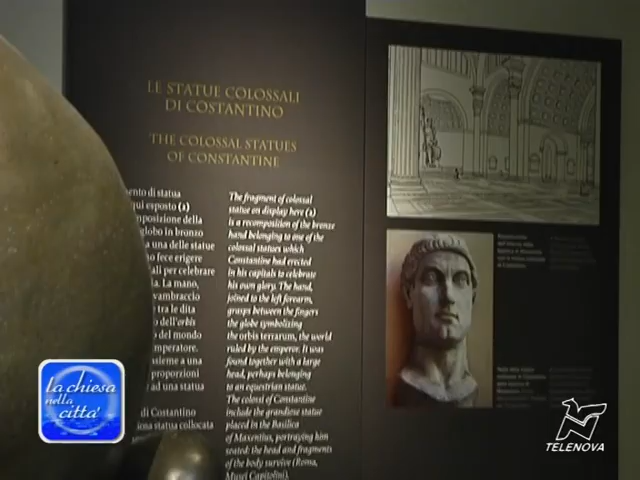 LE STATUE COLOSSALI
DI COSTANTINO
THE COLOSSAL STATUES
OF CONSTANTINE
ento di statua
qui esposto (2)
mposizione della
globo in bronzo
a una delle statue
no fece erigere
ali per celebrare
a. La mano,
vambraccio
tra le dita
o dell'orbis
o del mondo
mperatore.
sieme a una
proporzioni
ad una statua
di Costantino
iona statua collocata
The fragment of colossal
statue on display here (2)
is a recomposition of the bronze
hand belonging to one of the
colossal statues which
Constantine had erected
in his capitals to celebrate
his own glory. The hand,
joined to the left forearm,
grasps between the fingers
the globe symbolizing
the orbis terrarum, the world
ruled by the emperor. It was
found together with a large
head, perhaps belonging
to an equestrian statue.
The colossi of Constantine
include the grandiose statue
placed in the Basilica
of Maxentius, portraying him
seated: the head and fragments
of the body survive (Roma,
Musei Capitolini).
la chiesa
nella
citta'
TELENOVA